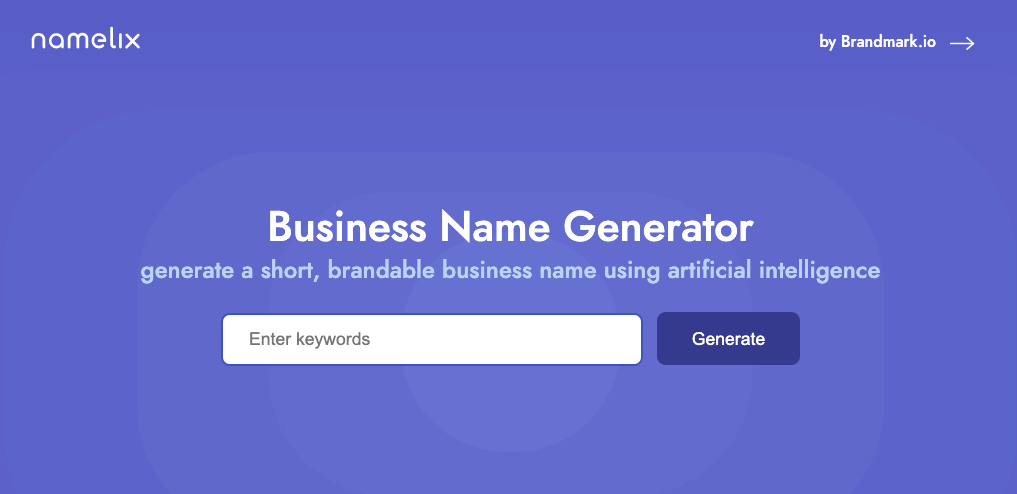 namelix
by Brandmark.io
Business Name Generator
generate a short, brandable business name using artificial intelligence
Enter keywords
Generate